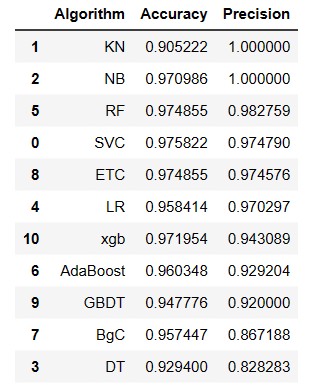 Algorithm Accuracy Precision
1 KN 0.905222 1.000000
2 NB 0.970986 1.000000
5 RF 0.974855 0.982759
0 SVC 0.975822 0.974790
8 ETC 0.974855 0.974576
4 LR 0.958414 0.970297
10 xgb 0.971954 0.943089
6 AdaBoost 0.960348 0.929204
9 GBDT 0.947776 0.920000
7 BgC 0.957447 0.867188
3 DT 0.929400 0.828283